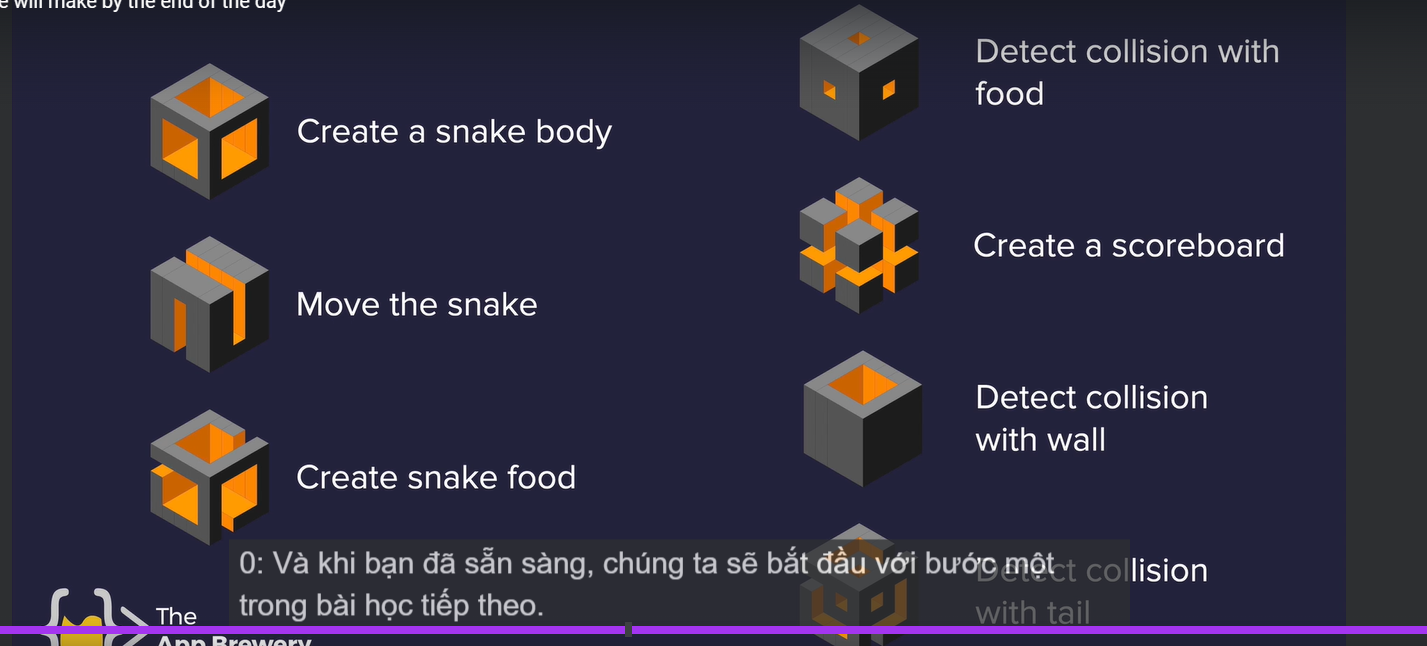 e will make by the end of the day
Create a snake body
Move the snake
Create snake food
Detect collision with
food
Create a scoreboard
Detect collision
with wall
Detect collision
with tail
0: Và khi bạn đã sẵn sàng, chúng ta sẽ bắt đầu với bước một
trong bài học tiếp theo.
The
App Brewery